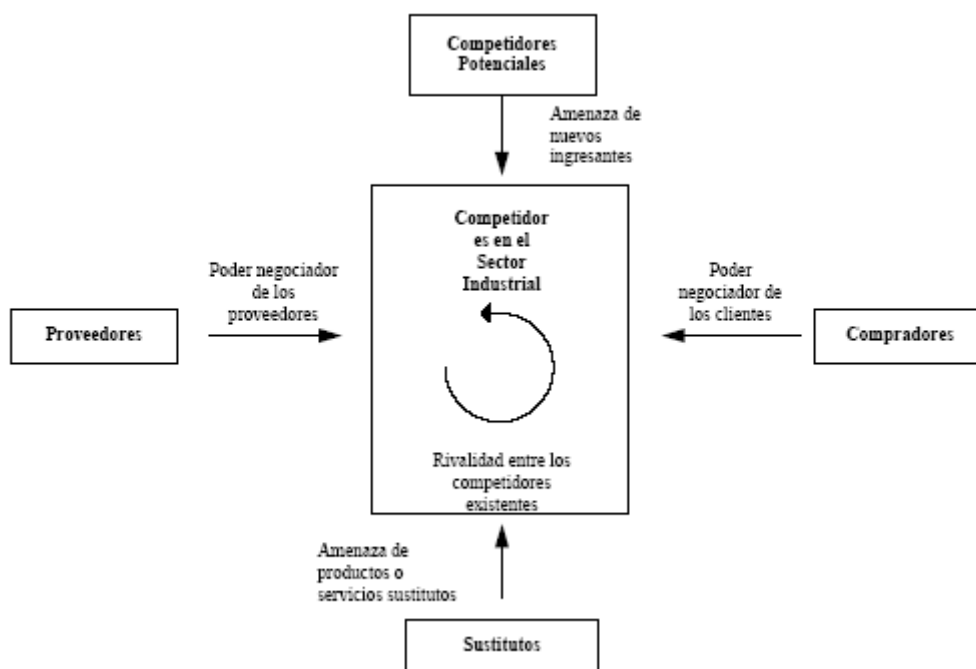 Competidores
Potenciales
Amenaza de
nuevos
ingresantes
Competidor
es en el
Sector
Industrial
Poder negociador
de los
proveedores
Poder
negociador de
los clientes
Proveedores
Compradores
Rivalidad entre los
competidores
existentes
Amenaza de
productos o
servicios sustitutos
Sustitutos